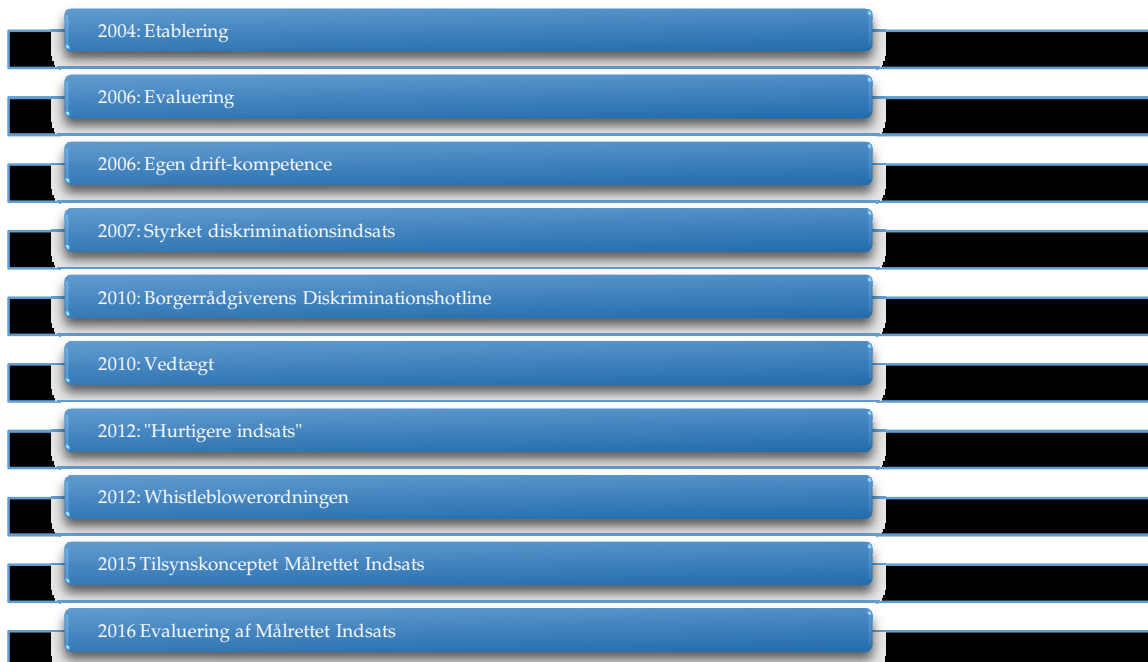 2004: Etablering
2006: Evaluering
2006: Egen drift-kompetence
2007: Styrket diskriminationsindsats
2010: Borgerrådgiverens Diskriminationshotline
2010: Vedtægt
2012: "Hurtigere indsats"
2012: Whistleblowerordningen
2015 Tilsynskonceptet Målrettet Indsats
2016 Evaluering af Målrettet Indsats